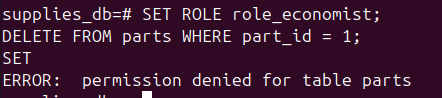 supplies_db=# SET ROLE role_economist;
DELETE FROM parts WHERE part_id = 1;
SET
ERROR:  permission denied for table parts